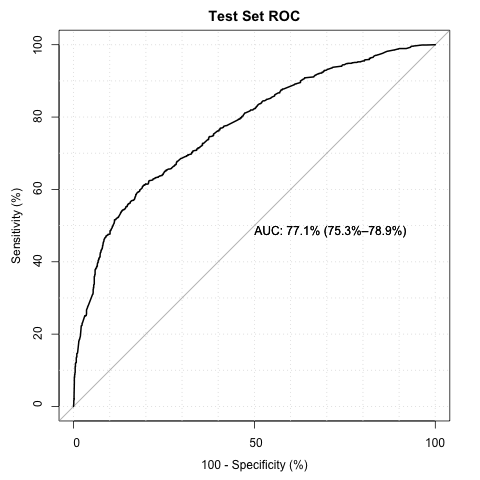 Test Set ROC
100
80
60
40
20
0
Sensitivity (%)
AUC: 77.1% (75.3%–78.9%)
0 50 100
100 - Specificity (%)